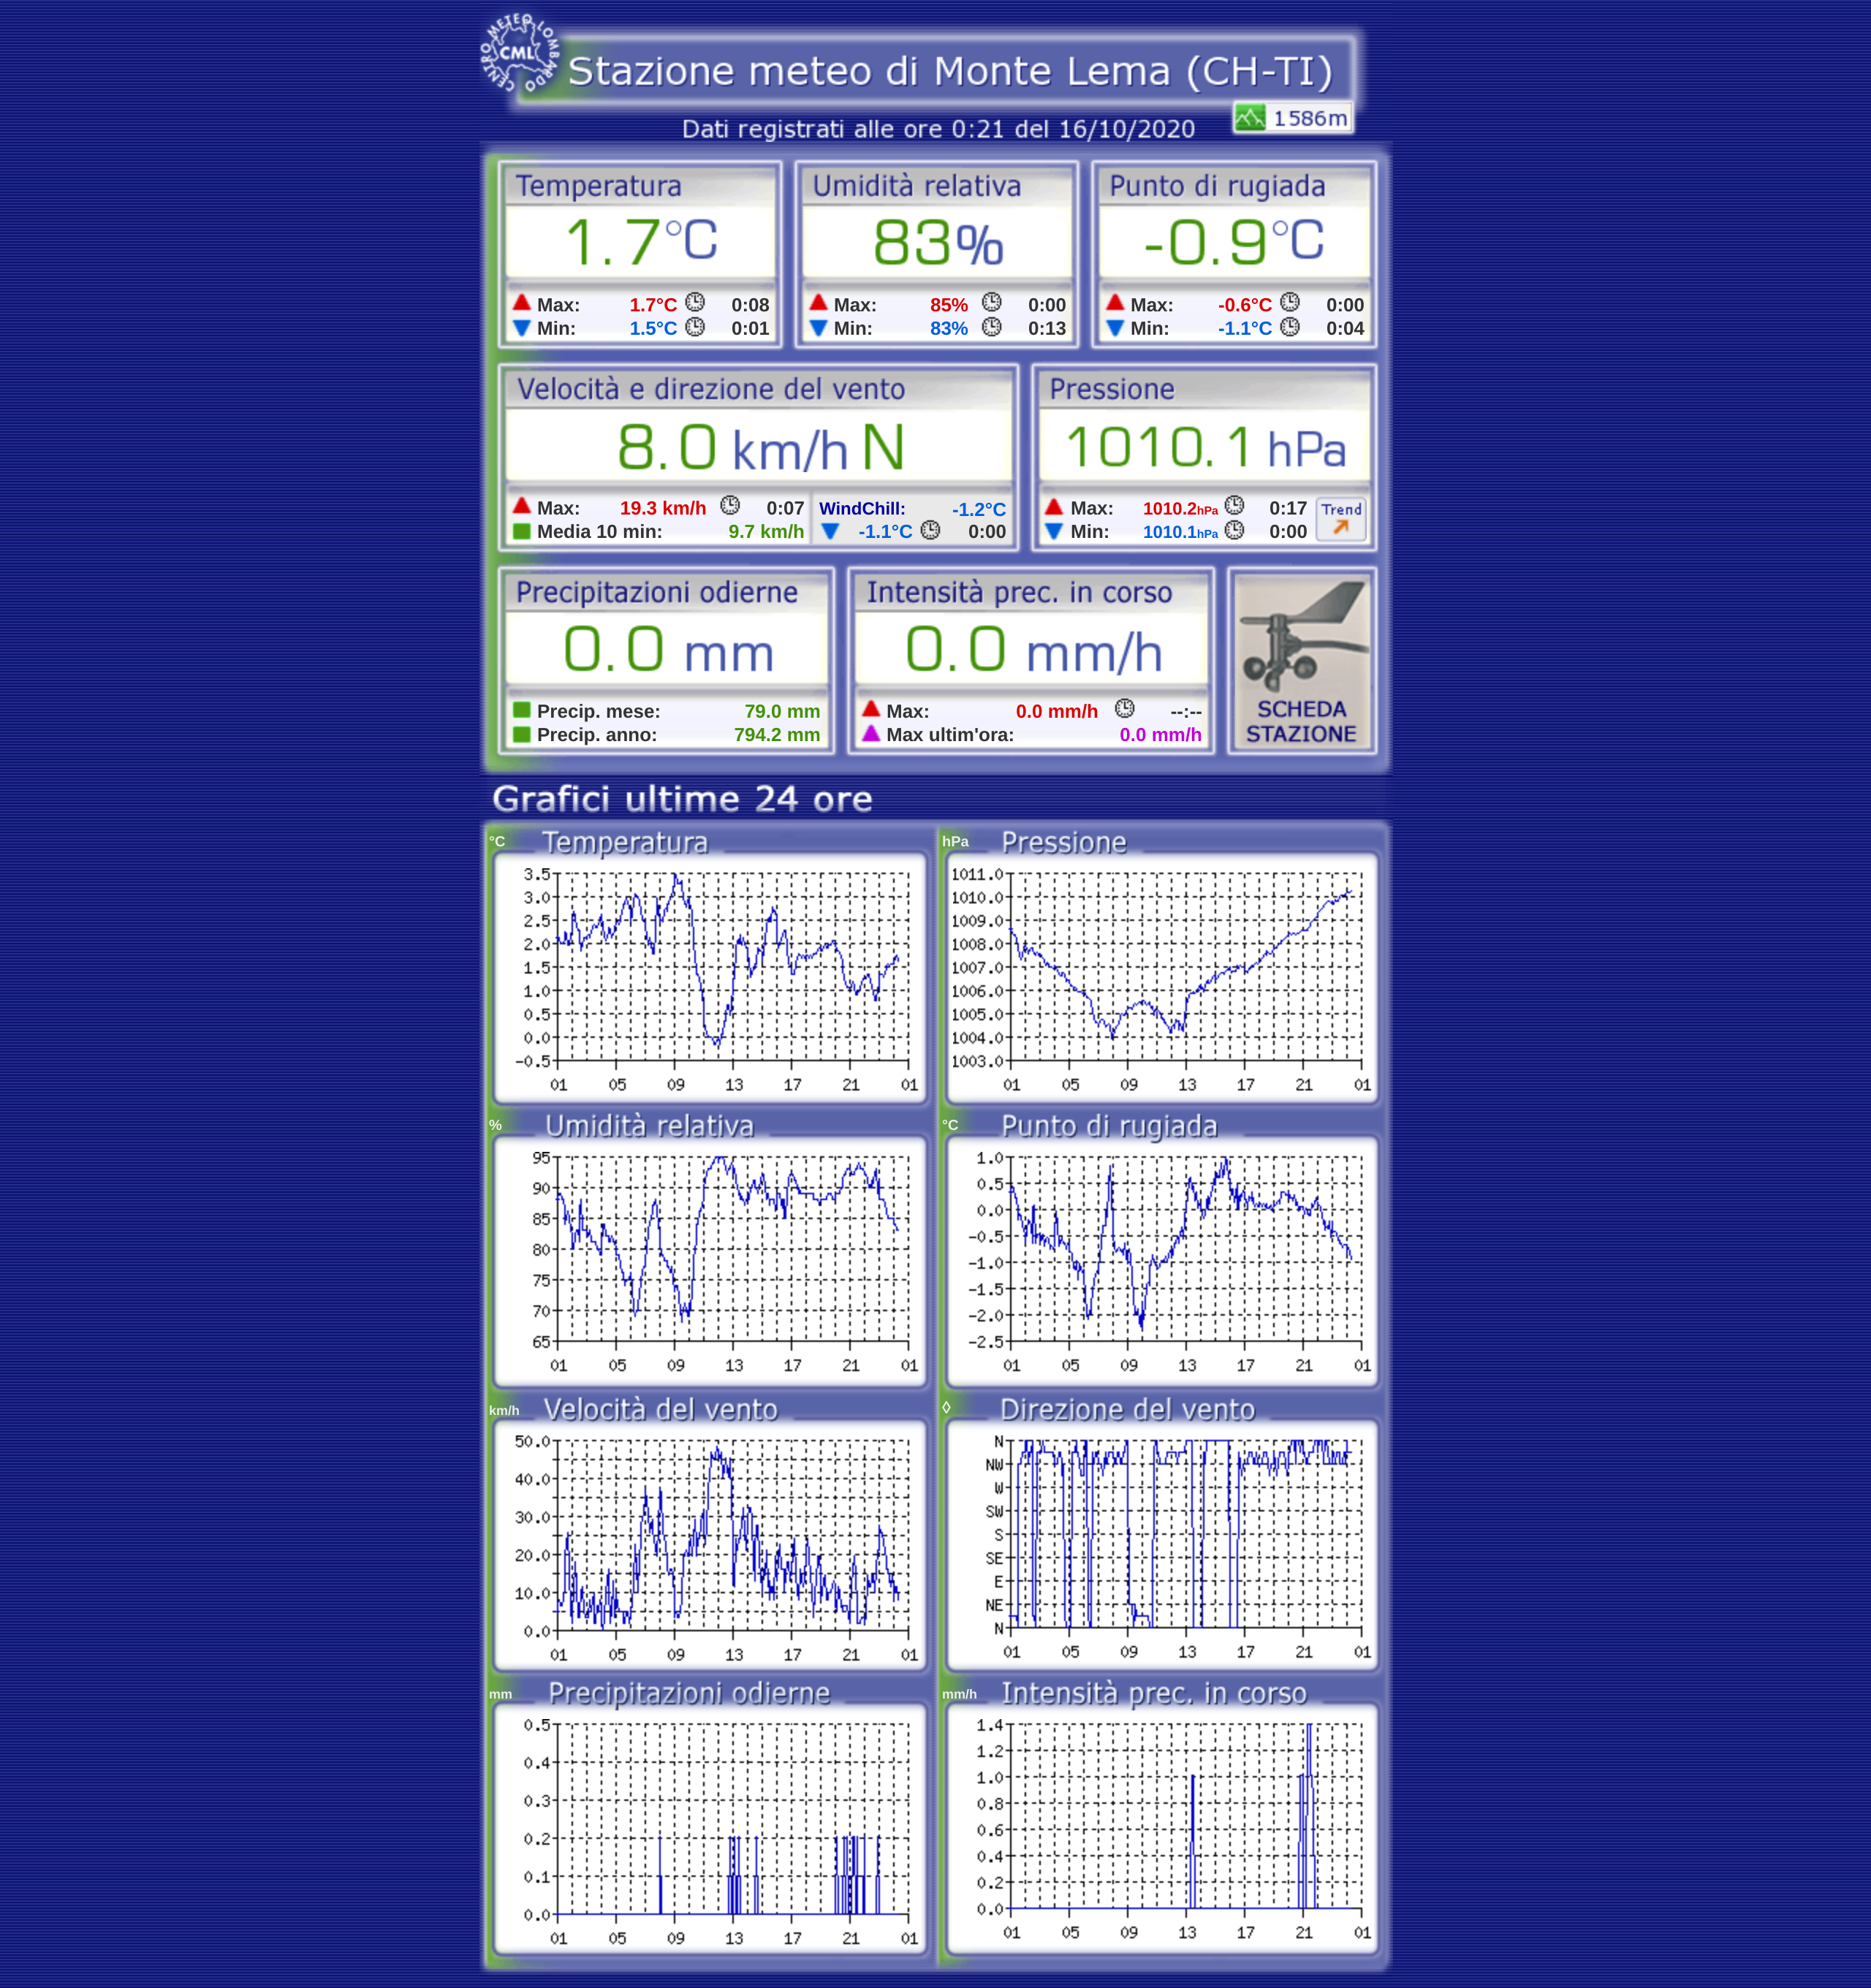 CENTRO METEO LOMBARDO
CML
Stazione meteo di Monte Lema (CH-TI)
1586m
Dati registrati alle ore 0:21 del 16/10/2020
Temperatura Umidità relativa Punto di rugiada
1.7°C 83% -0.9°C
Max: 1.7°C 0:08 Max: 85% 0:00 Max: -0.6°C 0:00
Min: 1.5°C 0:01 Min: 83% 0:13 Min: -1.1°C 0:04
Velocità e direzione del vento Pressione
8.0 km/h N 1010.1 hPa
Max: 19.3 km/h 0:07 WindChill: -1.2°C Max: 1010.2hPa 0:17 Trend
Media 10 min: 9.7 km/h -1.1°C 0:00 Min: 1010.1hPa 0:00
Precipitazioni odierne Intensità prec. in corso
0.0 mm 0.0 mm/h
Precip. mese: 79.0 mm Max: 0.0 mm/h --:-- SCHEDA
Precip. anno: 794.2 mm Max ultim'ora: 0.0 mm/h STAZIONE
Grafici ultime 24 ore
°C Temperatura
3.5
3.0
2.5
2.0
1.5
1.0
0.5
0.0
-0.5
01 05 09 13 17 21 01
hPa Pressione
1011.0
1010.0
1009.0
1008.0
1007.0
1006.0
1005.0
1004.0
1003.0
01 05 09 13 17 21 01
% Umidità relativa
95
90
85
80
75
70
65
01 05 09 13 17 21 01
°C Punto di rugiada
1.0
0.5
0.0
-0.5
-1.0
-1.5
-2.0
-2.5
01 05 09 13 17 21 01
km/h Velocità del vento
50.0
40.0
30.0
20.0
10.0
0.0
01 05 09 13 17 21 01
◊ Direzione del vento
N
NW
W
SW
S
SE
E
NE
N
01 05 09 13 17 21 01
mm Precipitazioni odierne
0.5
0.4
0.3
0.2
0.1
0.0
01 05 09 13 17 21 01
mm/h Intensità prec. in corso
1.4
1.2
1.0
0.8
0.6
0.4
0.2
0.0
01 05 09 13 17 21 01